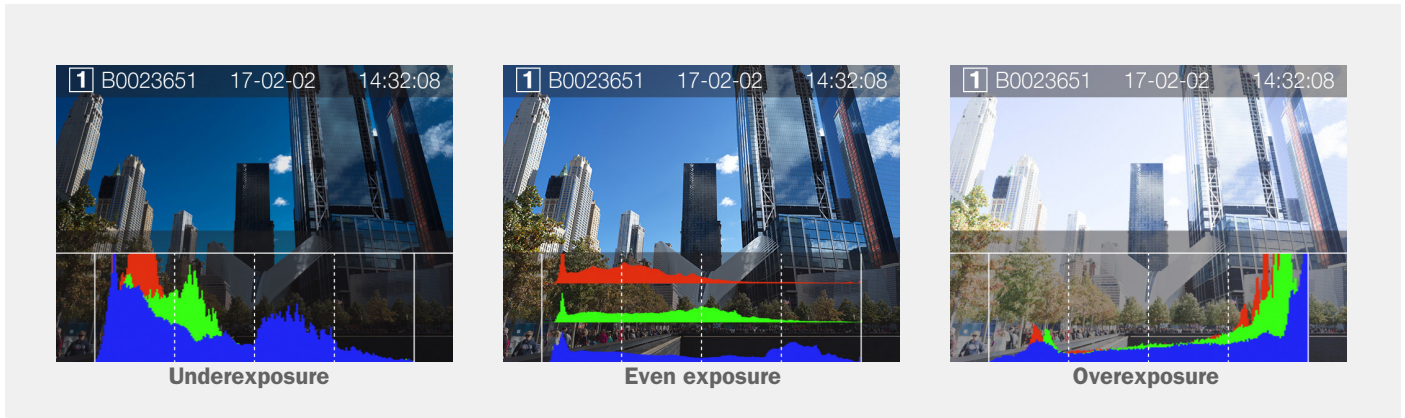 1 B0023651 17-02-02 14:32:08
1 B0023651 17-02-02 14:32:08
1 B0023651 17-02-02 14:32:08
Underexposure
Even exposure
Overexposure